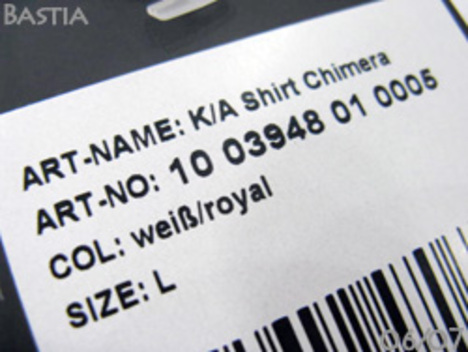 BASTIA
ART-NAME: K/A Shirt Chimera
ART-NO: 10 03948 01 0005
COL: weiß/royal
SIZE: L
06/07